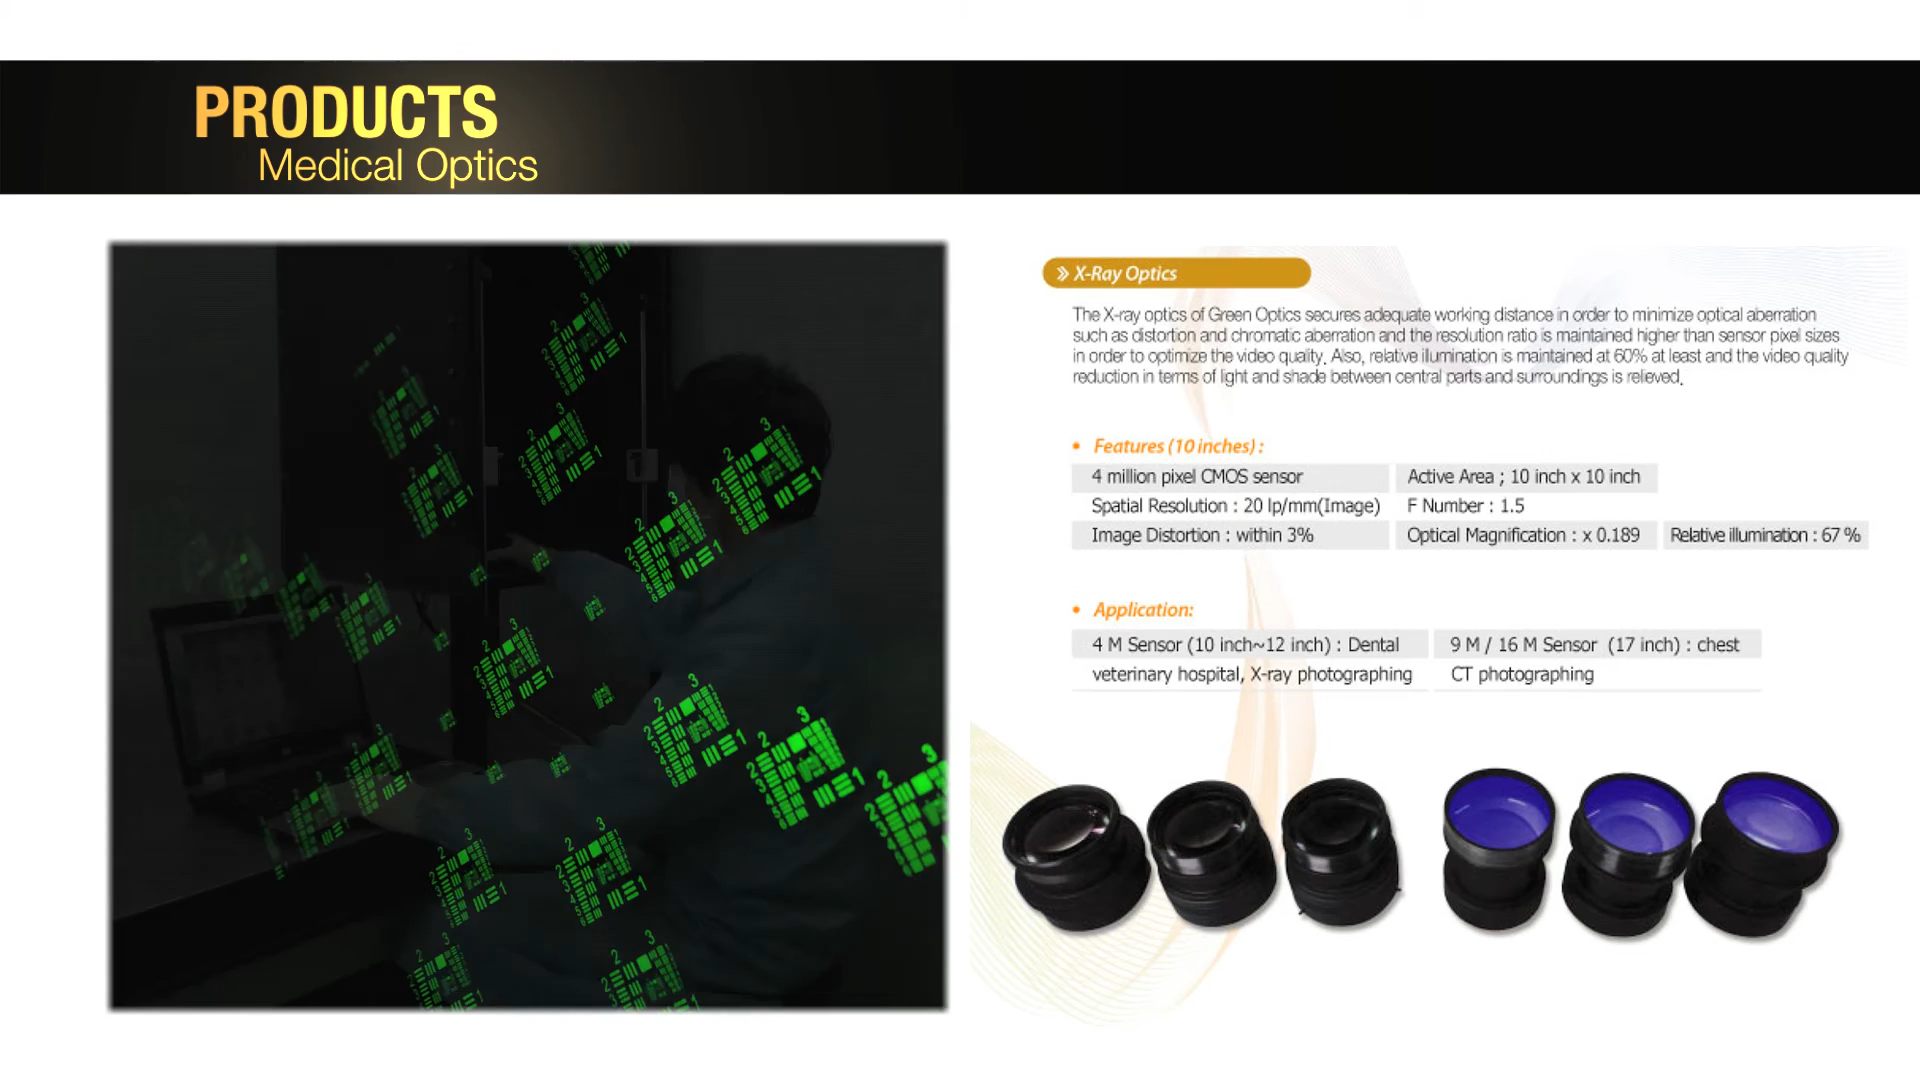 PRODUCTS
Medical Optics
» X-Ray Optics
The X-ray optics of Green Optics secures adequate working distance in order to minimize optical aberration
such as distortion and chromatic aberration and the resolution ratio is maintained higher than sensor pixel sizes
in order to optimize the video quality. Also, relative illumination is maintained at 60% at least and the video quality
reduction in terms of light and shade between central parts and surroundings is relieved.
• Features (10 inches) :
4 million pixel CMOS sensor Active Area ; 10 inch x 10 inch
Spatial Resolution : 20 lp/mm(Image) F Number : 1.5
Image Distortion : within 3% Optical Magnification : x 0.189 Relative illumination : 67 %
• Application:
4 M Sensor (10 inch~12 inch) : Dental 9 M / 16 M Sensor (17 inch) : chest
veterinary hospital, X-ray photographing CT photographing